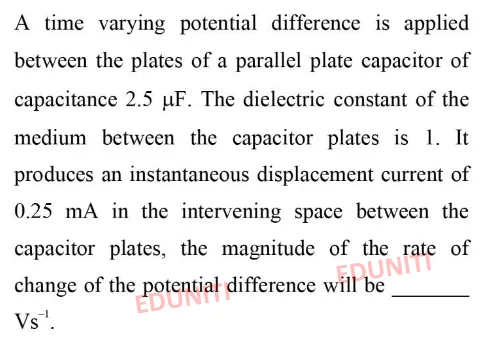 A time varying potential difference is applied
between the plates of a parallel plate capacitor of
capacitance 2.5 μF. The dielectric constant of the
medium between the capacitor plates is 1. It
produces an instantaneous displacement current of
0.25 mA in the intervening space between the
capacitor plates, the magnitude of the rate of
change of the potential difference will be _______
Vs⁻¹.
EDUNITI
EDUNITI